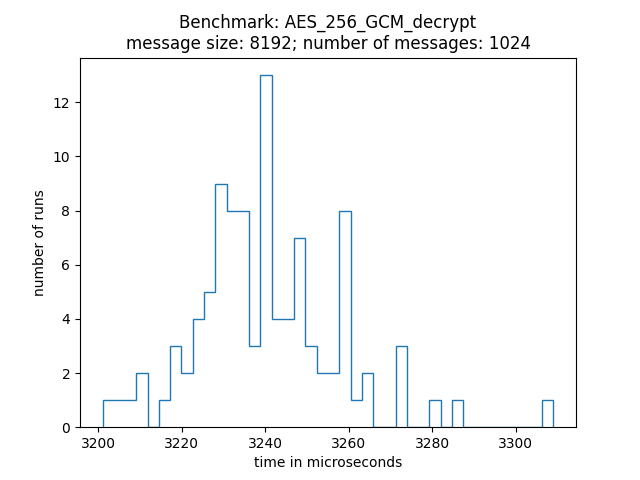 Benchmark: AES_256_GCM_decrypt
message size: 8192; number of messages: 1024
12
10
8
6
4
2
0
number of runs
3200 3220 3240 3260 3280 3300
time in microseconds